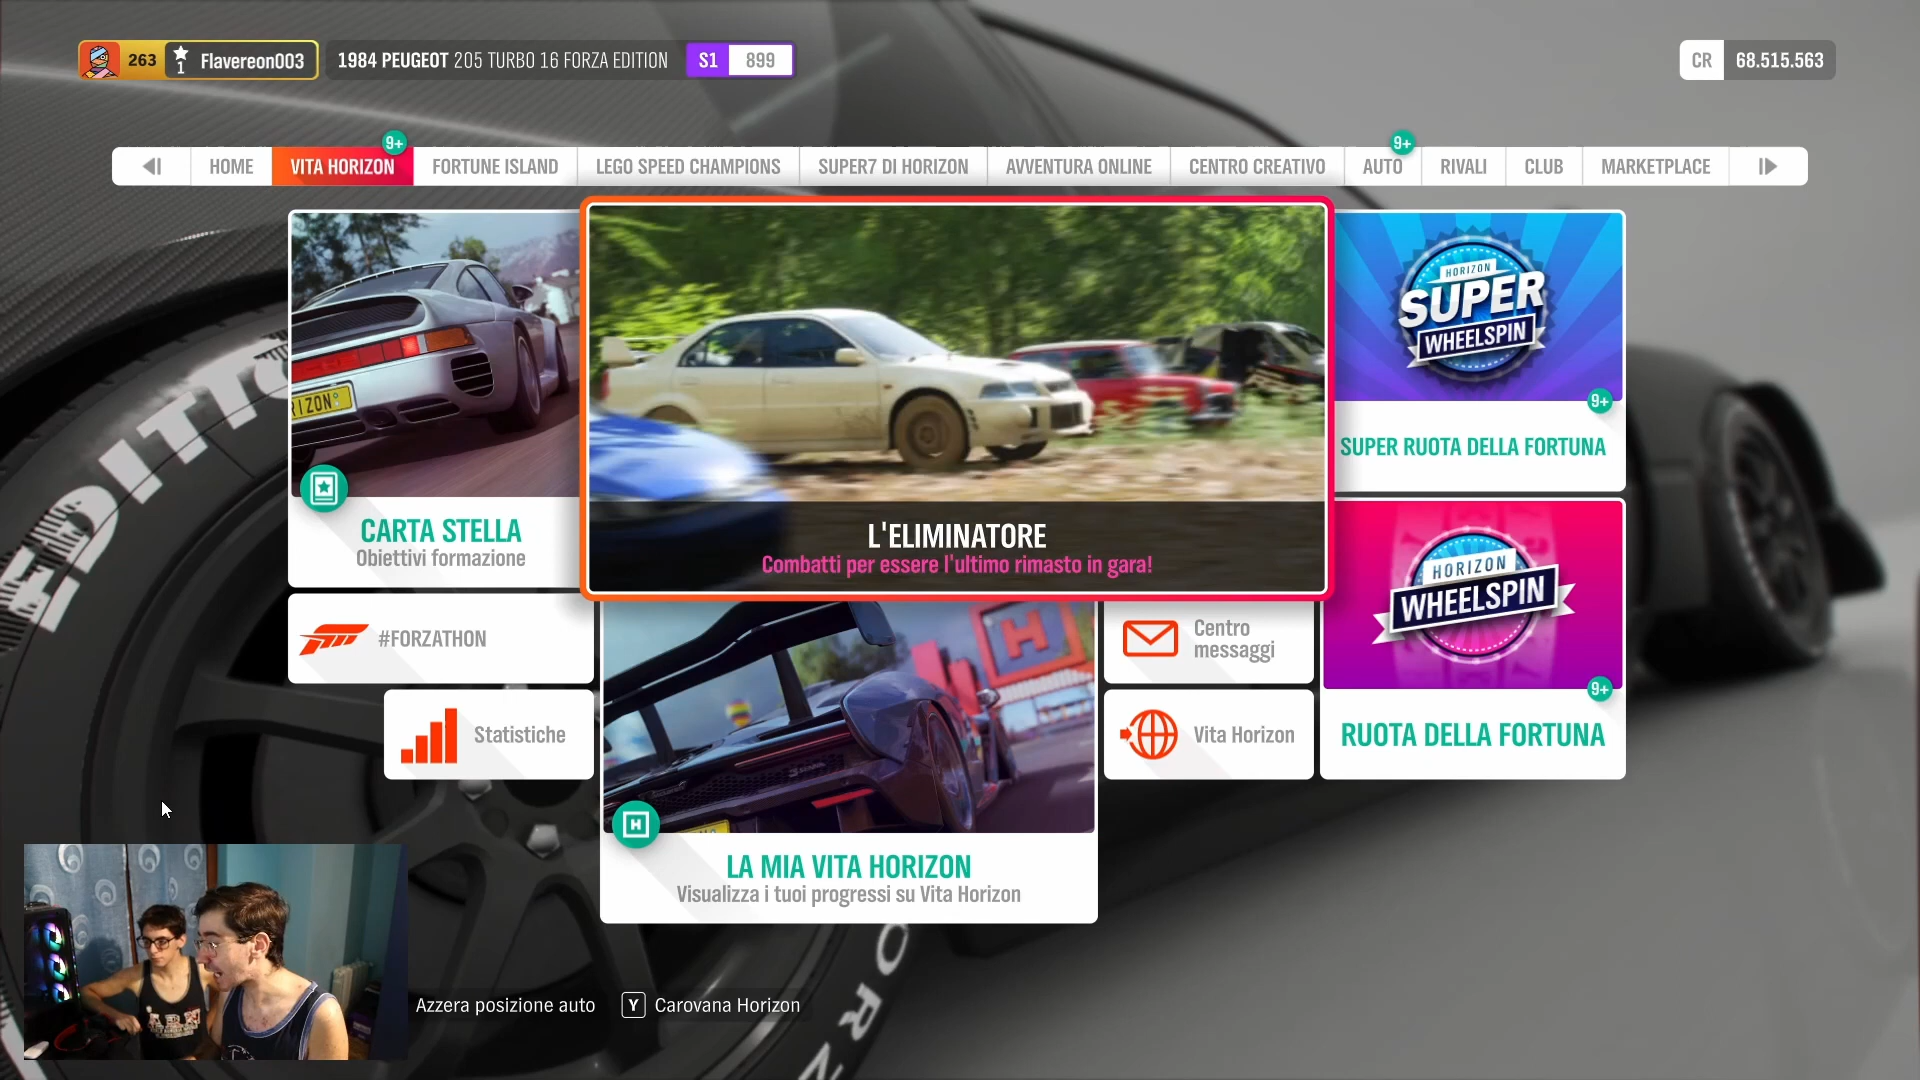 263
1
Flavereon003
1984 PEUGEOT 205 TURBO 16 FORZA EDITION
S1 899
CR 68.515.563
9+
9+
HOME
VITA HORIZON
FORTUNE ISLAND
LEGO SPEED CHAMPIONS
SUPER7 DI HORIZON
AVVENTURA ONLINE
CENTRO CREATIVO
AUTO
RIVALI
CLUB
MARKETPLACE
RIZON
CARTA STELLA
Obiettivi formazione
L'ELIMINATORE
Combatti per essere l'ultimo rimasto in gara!
HORIZON
SUPER
WHEELSPIN
9+
SUPER RUOTA DELLA FORTUNA
#FORZATHON
Statistiche
H
H
LA MIA VITA HORIZON
Visualizza i tuoi progressi su Vita Horizon
Centro
messaggi
Vita Horizon
HORIZON
WHEELSPIN
9+
RUOTA DELLA FORTUNA
EDITIO
ORZ
Azzera posizione auto
Y Carovana Horizon